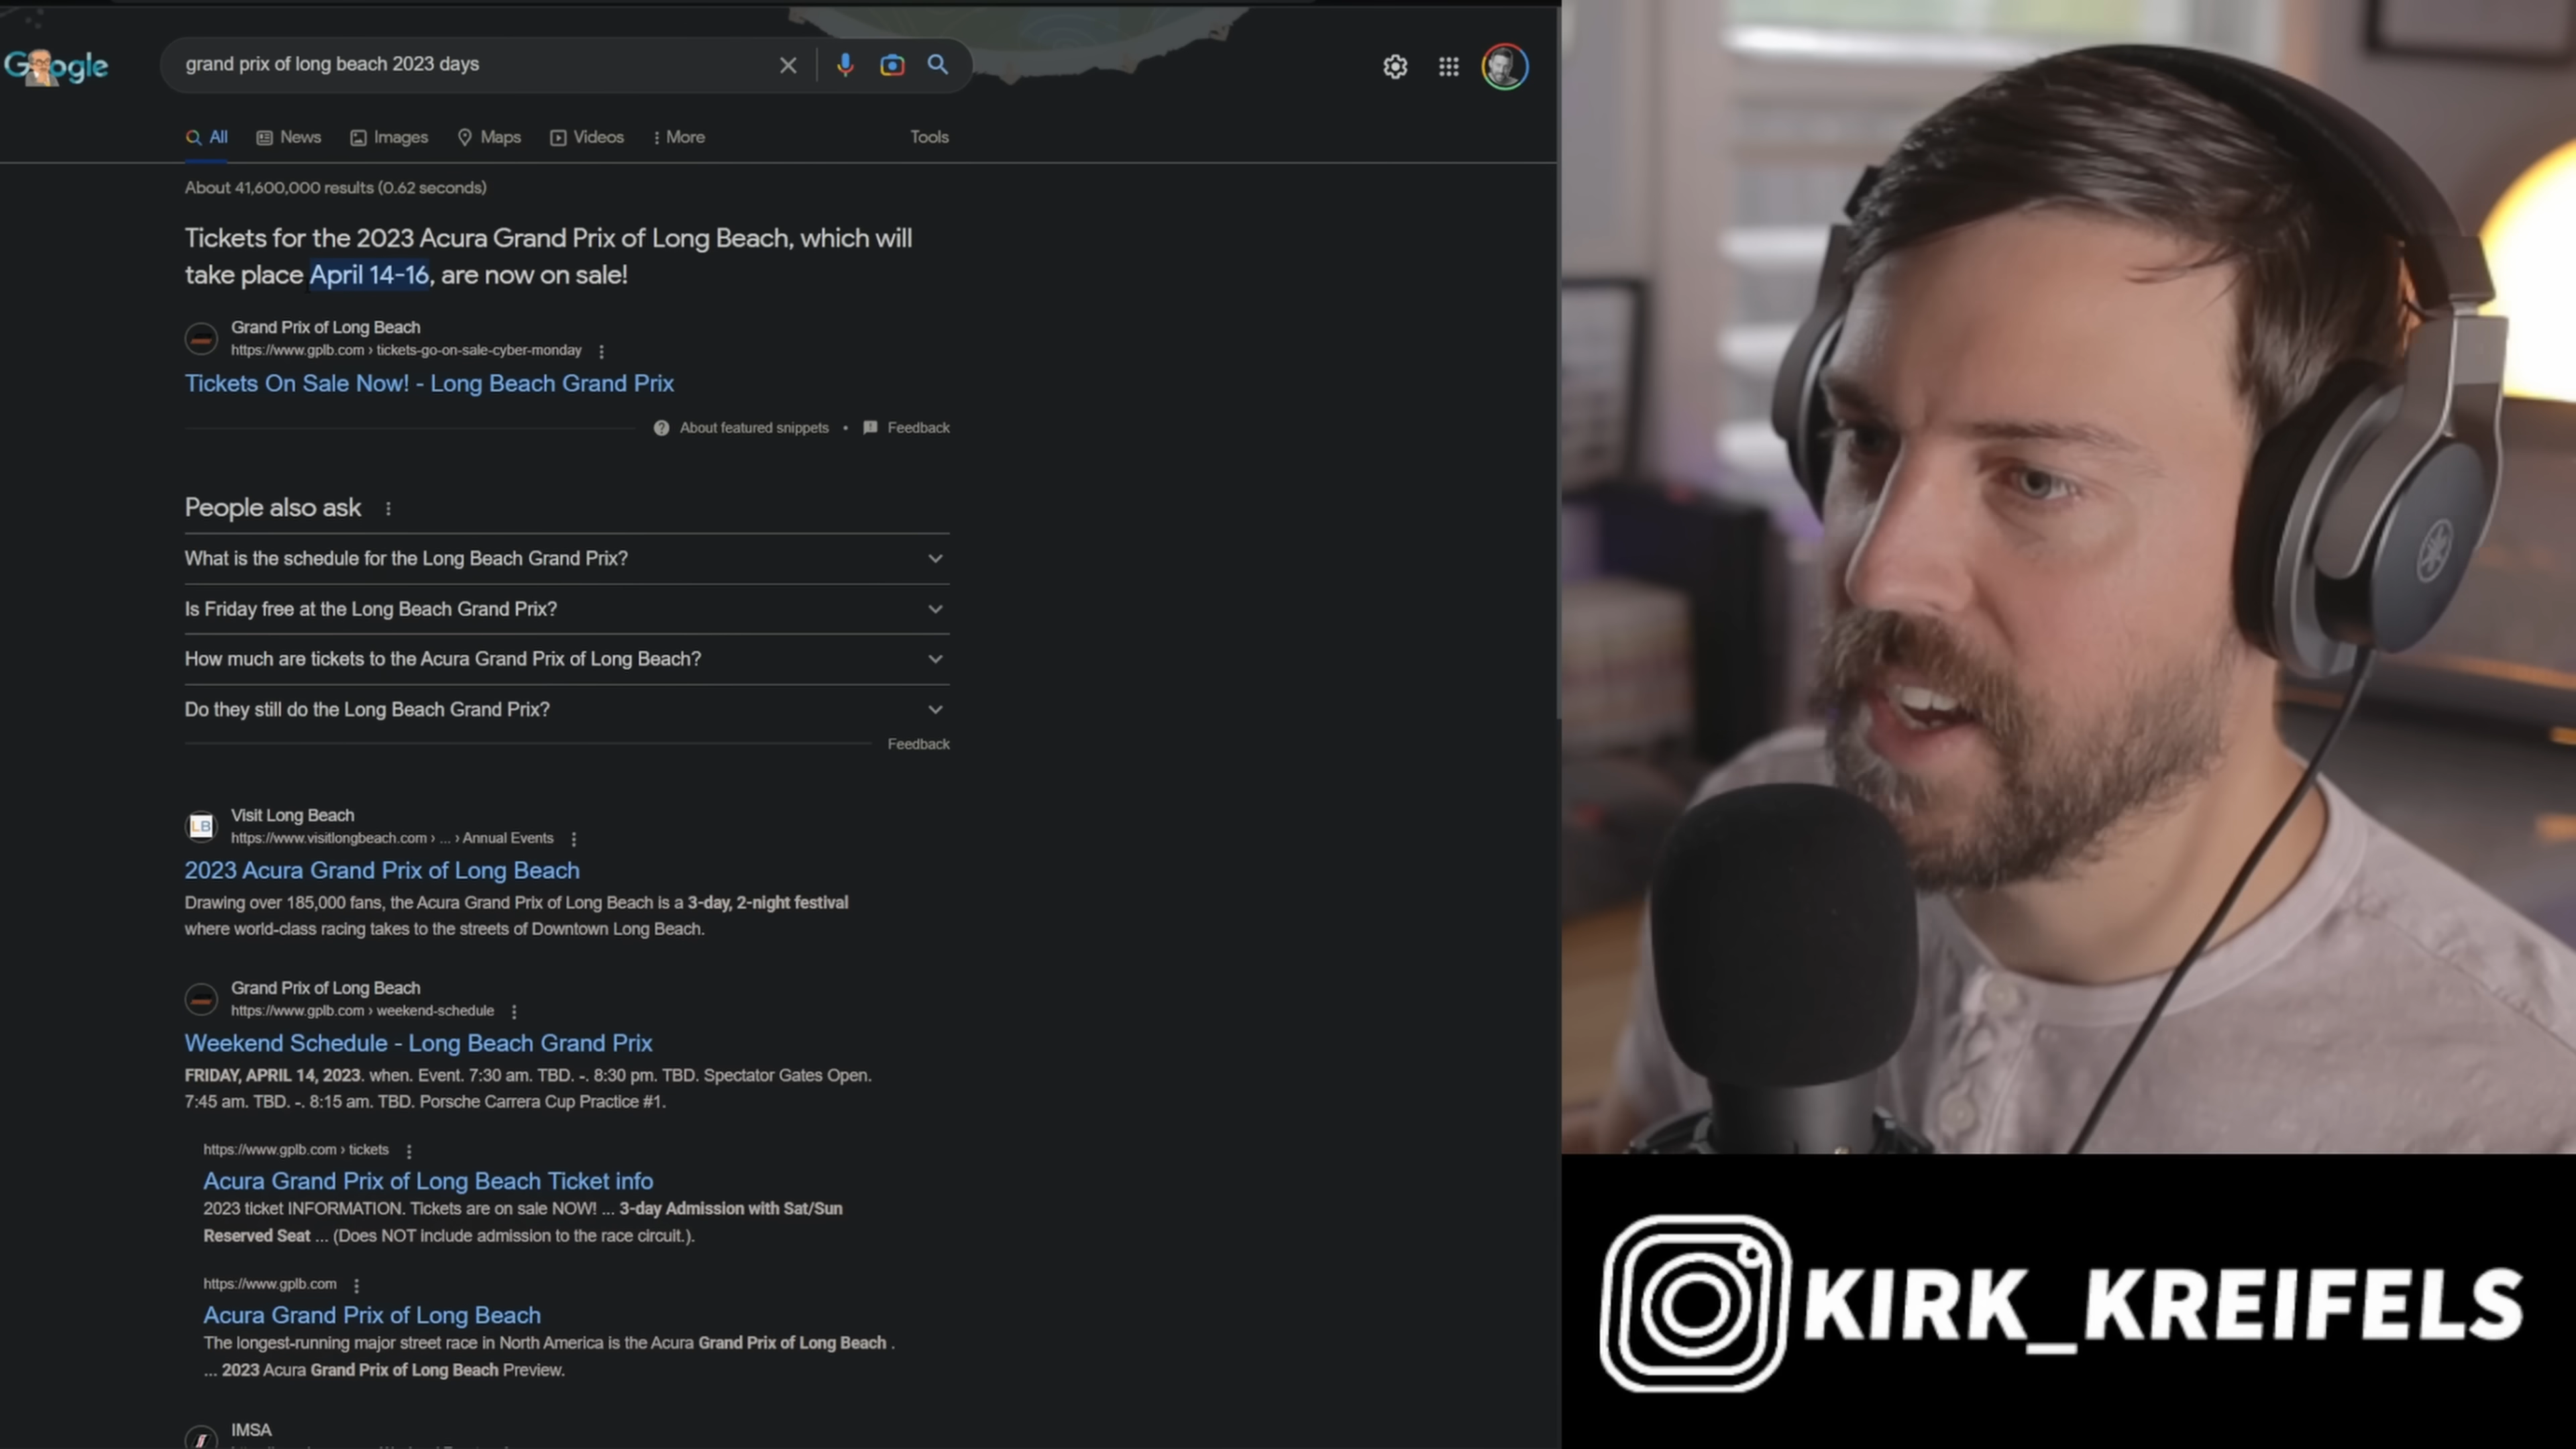 Google
grand prix of long beach 2023 days
All
News
Images
Maps
Videos
More
Tools
About 41,600,000 results (0.62 seconds)
Tickets for the 2023 Acura Grand Prix of Long Beach, which will
take place April 14-16, are now on sale!
Grand Prix of Long Beach
https://www.gplb.com › tickets-go-on-sale-cyber-monday
Tickets On Sale Now! - Long Beach Grand Prix
About featured snippets • Feedback
People also ask
What is the schedule for the Long Beach Grand Prix?
Is Friday free at the Long Beach Grand Prix?
How much are tickets to the Acura Grand Prix of Long Beach?
Do they still do the Long Beach Grand Prix?
Feedback
LB
Visit Long Beach
https://www.visitlongbeach.com › ... › Annual Events
2023 Acura Grand Prix of Long Beach
Drawing over 185,000 fans, the Acura Grand Prix of Long Beach is a 3-day, 2-night festival
where world-class racing takes to the streets of Downtown Long Beach.
Grand Prix of Long Beach
https://www.gplb.com › weekend-schedule
Weekend Schedule - Long Beach Grand Prix
FRIDAY, APRIL 14, 2023. when. Event. 7:30 am. TBD. -. 8:30 pm. TBD. Spectator Gates Open.
7:45 am. TBD. -. 8:15 am. TBD. Porsche Carrera Cup Practice #1.
https://www.gplb.com › tickets
Acura Grand Prix of Long Beach Ticket info
2023 ticket INFORMATION. Tickets are on sale NOW! ... 3-day Admission with Sat/Sun
Reserved Seat ... (Does NOT include admission to the race circuit.).
https://www.gplb.com
Acura Grand Prix of Long Beach
The longest-running major street race in North America is the Acura Grand Prix of Long Beach .
... 2023 Acura Grand Prix of Long Beach Preview.
IMSA
KIRK_KREIFELS